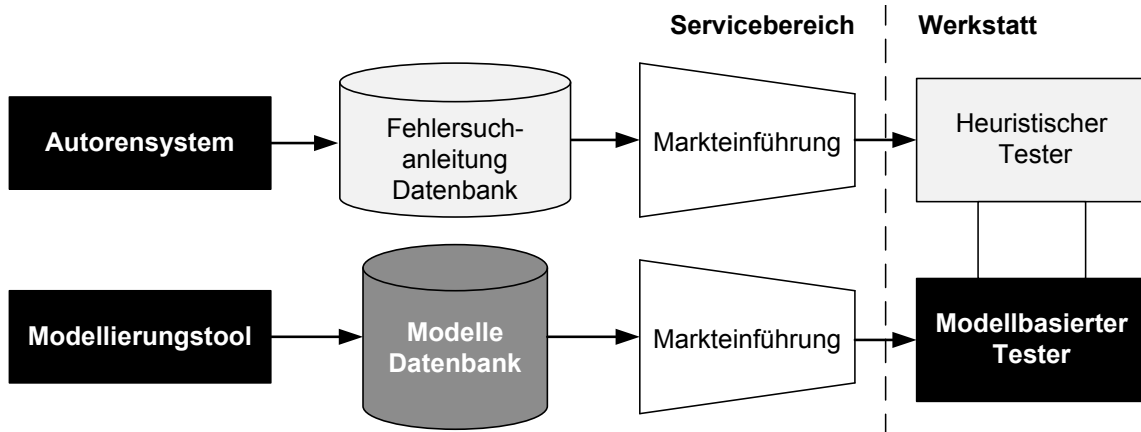 Servicebereich
Werkstatt
Autorensystem
Fehlersuch-
anleitung
Datenbank
Markteinführung
Heuristischer
Tester
Modellierungstool
Modelle
Datenbank
Markteinführung
Modellbasierter
Tester